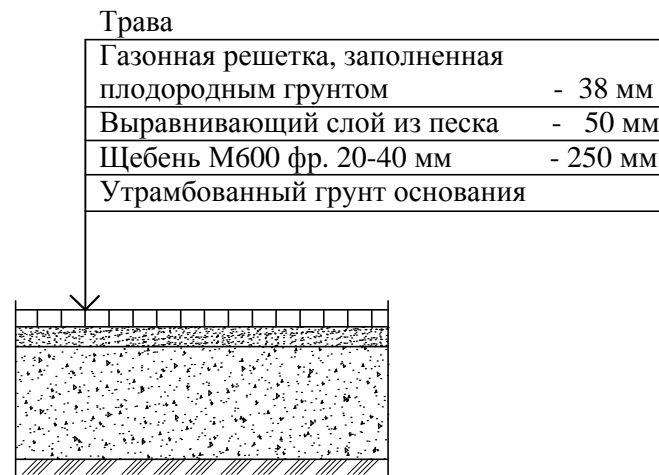 Трава
Газонная решетка, заполненная
плодородным грунтом - 38 мм
Выравнивающий слой из песка - 50 мм
Щебень М600 фр. 20-40 мм - 250 мм
Утрамбованный грунт основания